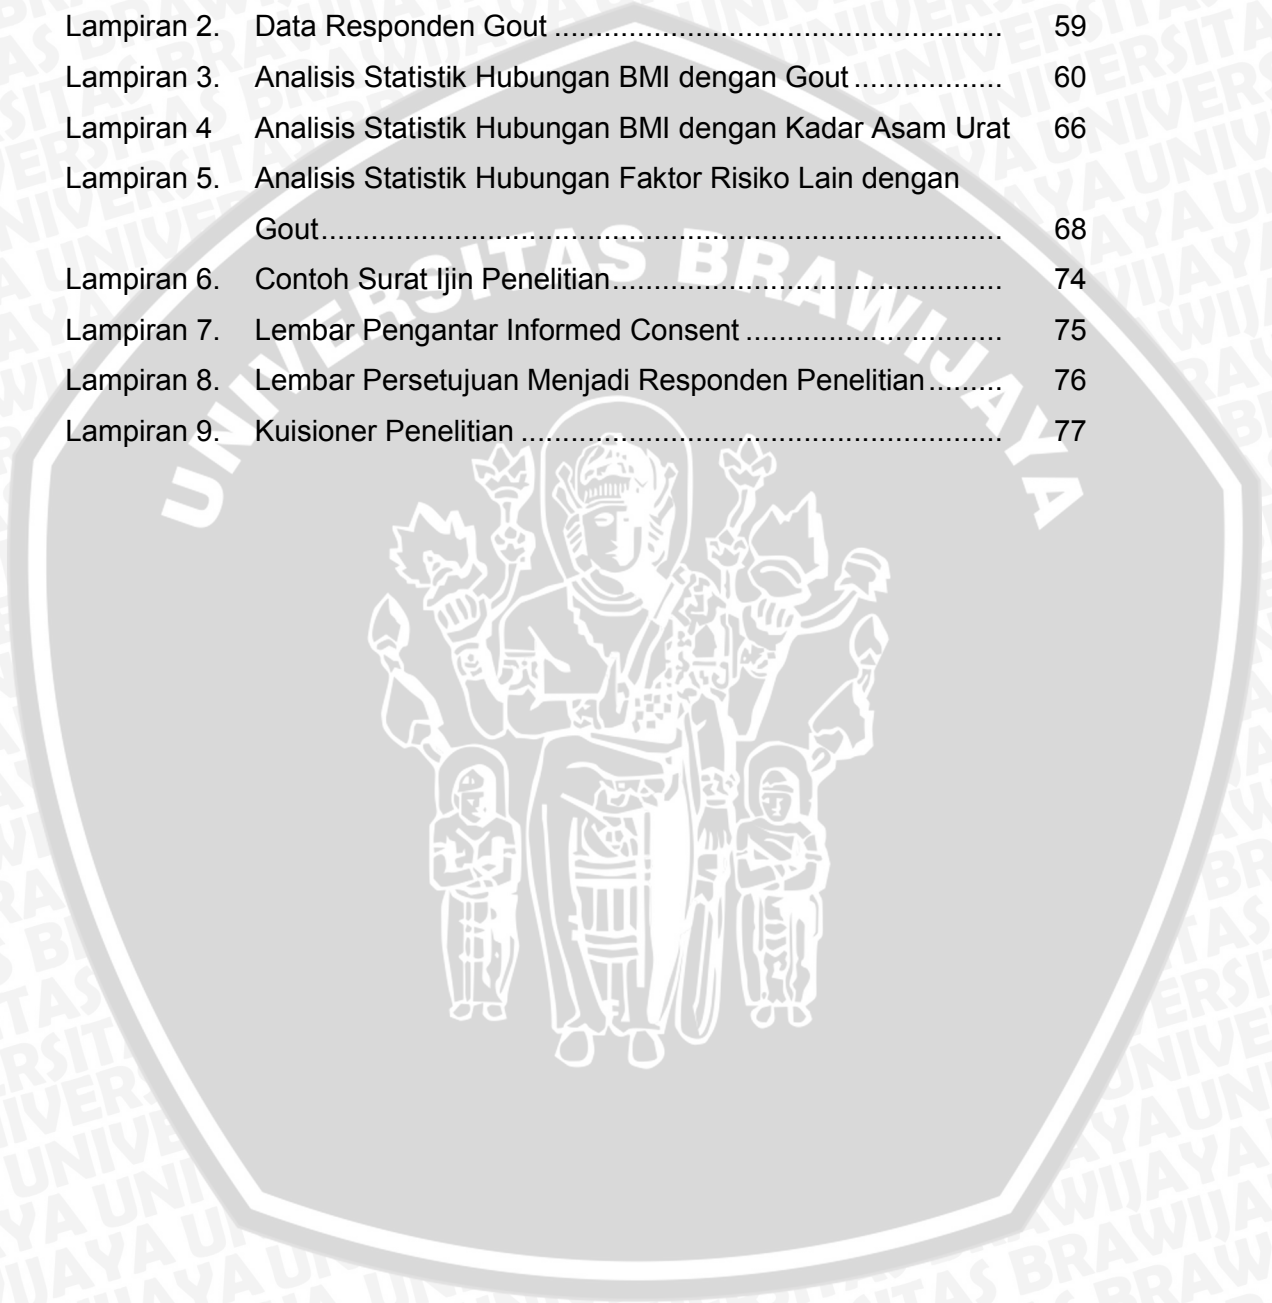 Lampiran 2. Data Responden Gout ...................................................... 59
Lampiran 3. Analisis Statistik Hubungan BMI dengan Gout .................. 60
Lampiran 4 Analisis Statistik Hubungan BMI dengan Kadar Asam Urat 66
Lampiran 5. Analisis Statistik Hubungan Faktor Risiko Lain dengan
Gout................................................................................... 68
Lampiran 6. Contoh Surat Ijin Penelitian............................................... 74
Lampiran 7. Lembar Pengantar Informed Consent ............................... 75
Lampiran 8. Lembar Persetujuan Menjadi Responden Penelitian......... 76
Lampiran 9. Kuisioner Penelitian .......................................................... 77
UNIVERSITAS BRAWIJAYA